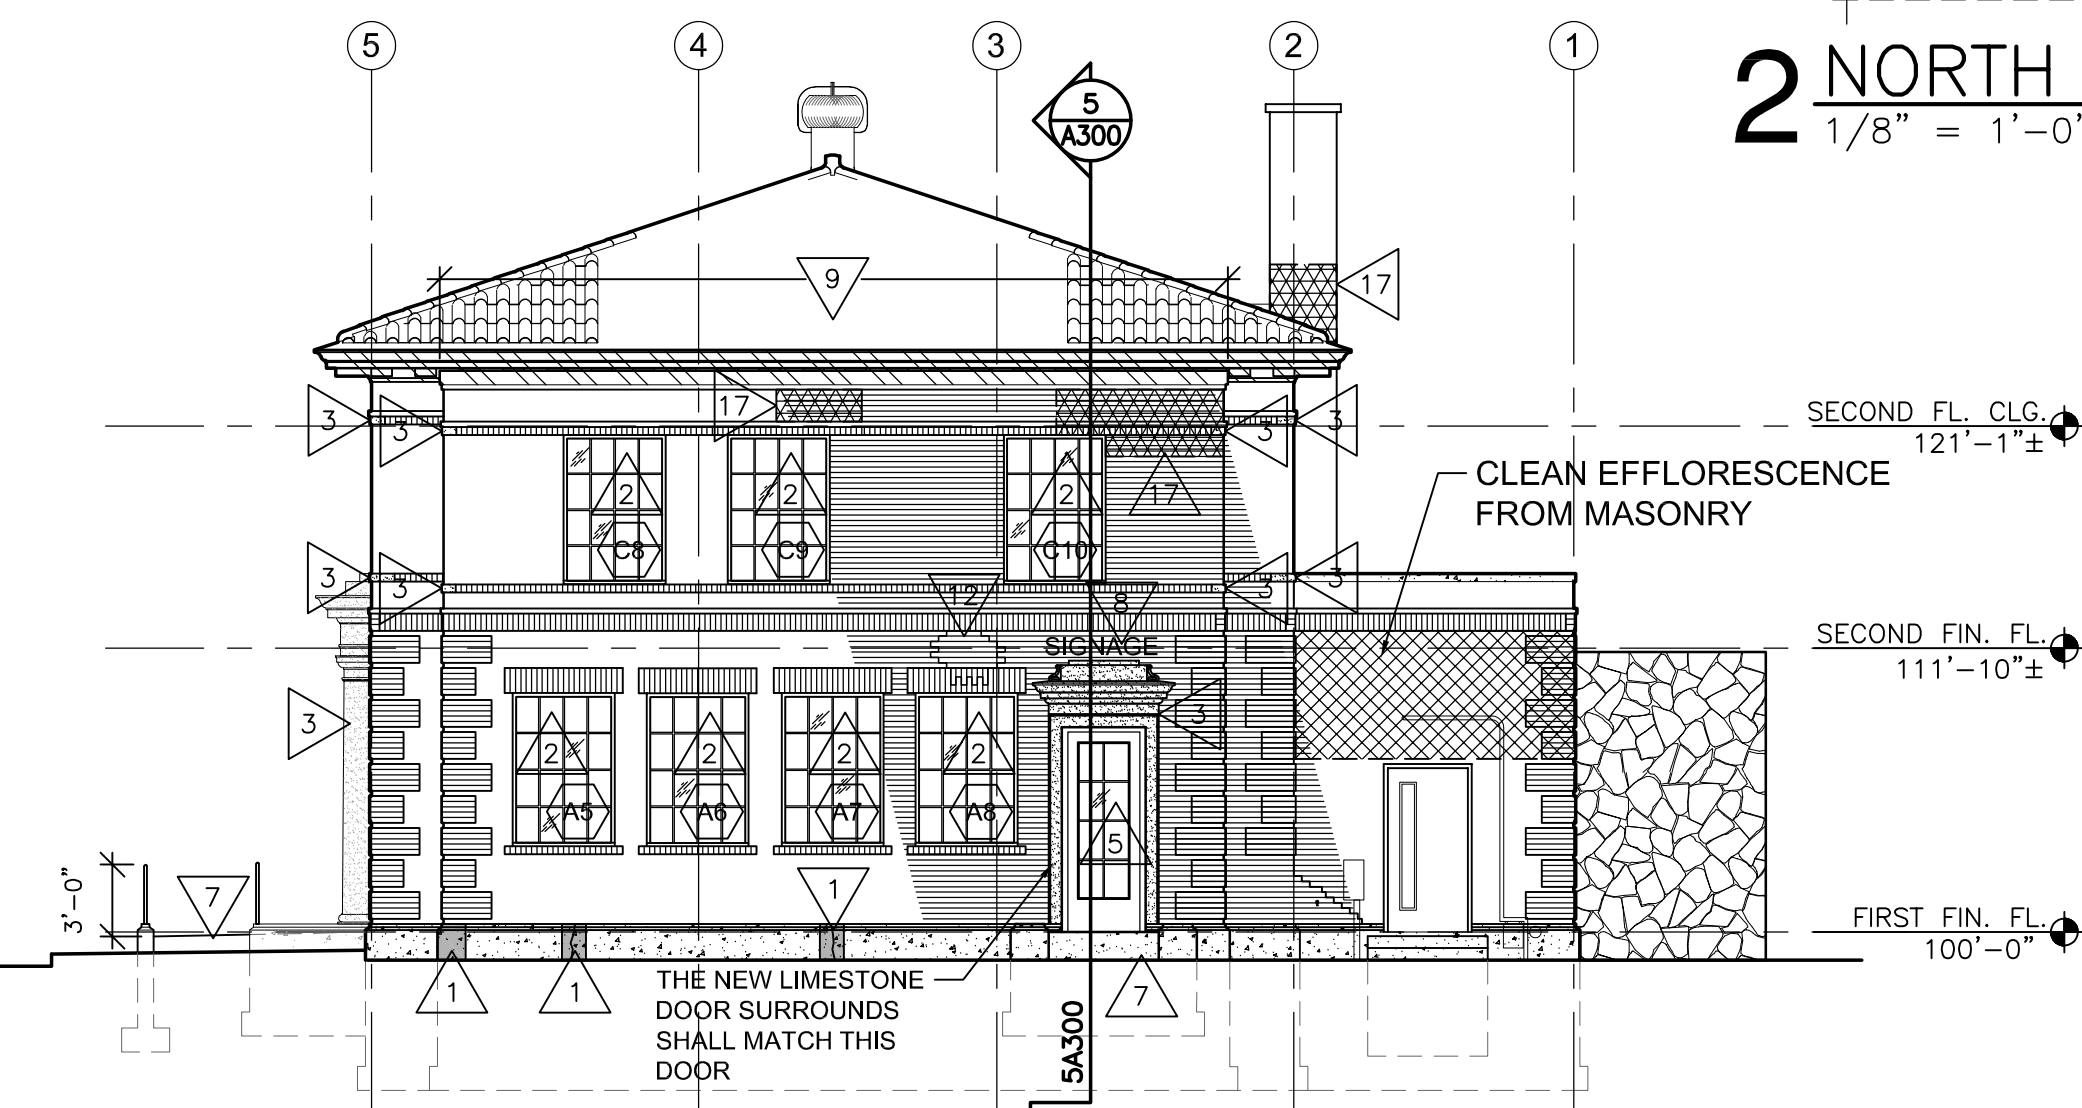 5
4
3
2
1
5
A300
2
NORTH
1/8" = 1'-0"
9
17
17
3
3
3
3
SECOND FL. CLG.
121'-1"±
CLEAN EFFLORESCENCE
FROM MASONRY
2
2
2
17
C8
C9
C10
3
3
3
3
12
8
SIGNAGE
SECOND FIN. FL.
111'-10"±
3
3
2
2
2
2
A5
A6
A7
A8
5
3'-0"
7
1
FIRST FIN. FL.
100'-0"
1
1
7
THE NEW LIMESTONE
DOOR SURROUNDS
SHALL MATCH THIS
DOOR
5A300